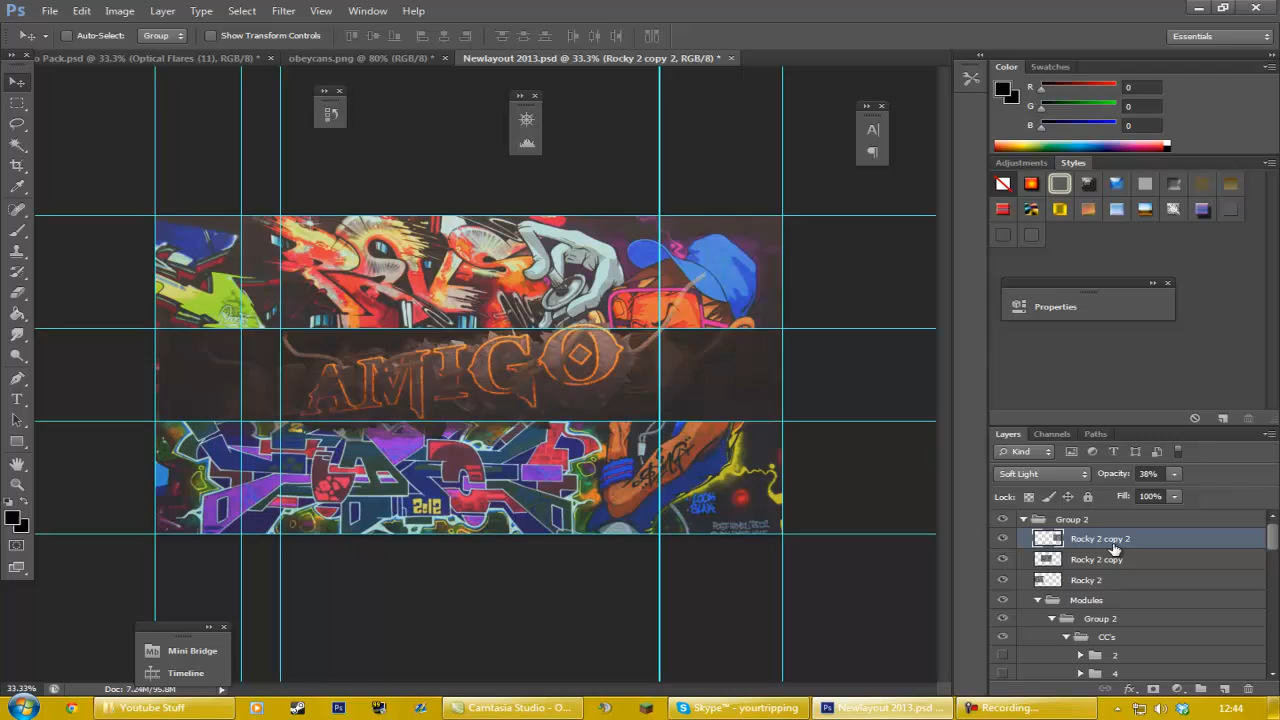 Ps File Edit Image Layer Type Select Filter View Window Help
Auto-Select: Group Show Transform Controls Essentials
o Pack.psd @ 33.3% (Optical Flares (11), RGB/8) * × obeycans.png @ 80% (RGB/8) * × Newlayout 2013.psd @ 33.3% (Rocky 2 copy 2, RGB/8) * ×
Color Swatches
R 0
G 0
B 0
Adjustments Styles
Properties
AMIGO
2012
Layers Channels Paths
Kind
Soft Light Opacity: 38%
Lock: Fill: 100%
Group 2
Rocky 2 copy 2
Rocky 2 copy
Rocky 2
Modules
Group 2
CC's
2
4
Mb Mini Bridge
Timeline
33.33% Doc: 7.24M/95.8M
Youtube Stuff Ps Camtasia Studio - O... Skype™ - yourtripping Ps Newlayout 2013.psd ... Recording... 12:44